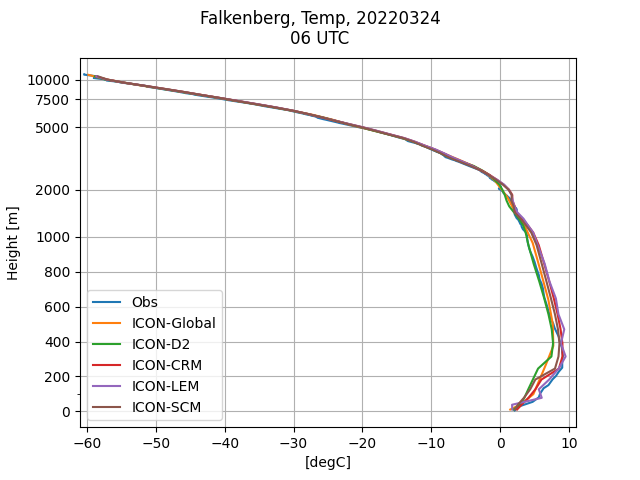 Falkenberg, Temp, 20220324
06 UTC
10000
7500
5000
2000
1000
800
600
400
200
0
Height [m]
Obs
ICON-Global
ICON-D2
ICON-CRM
ICON-LEM
ICON-SCM
−60 −50 −40 −30 −20 −10 0 10
[degC]